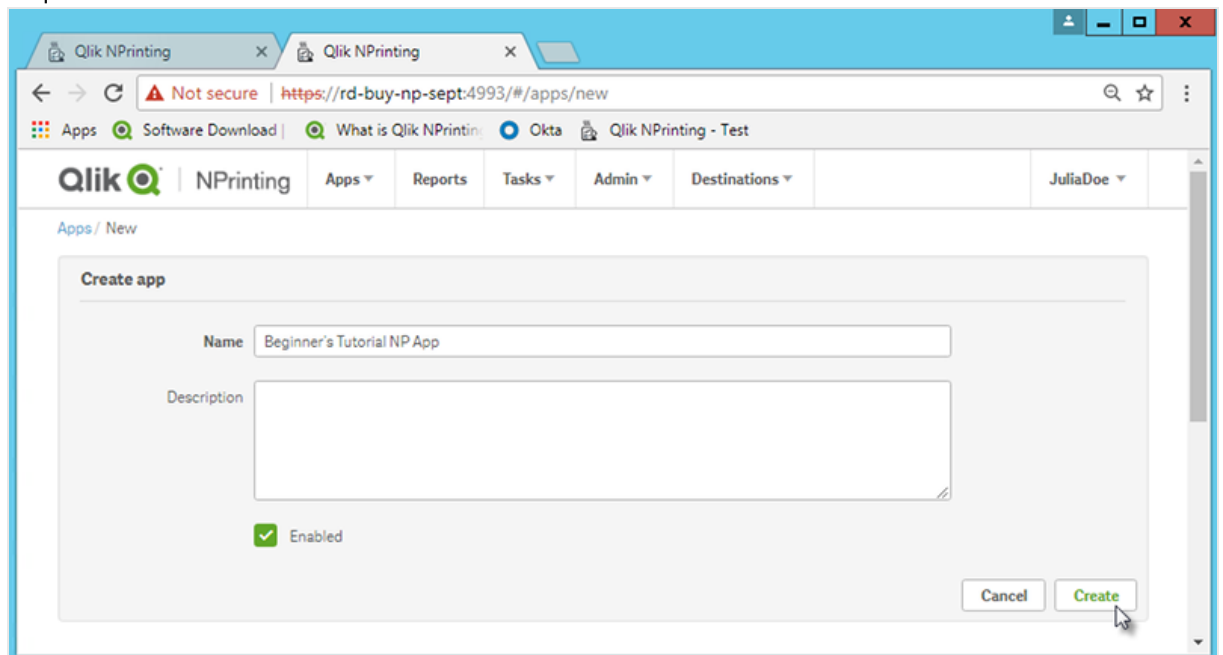 Qlik NPrinting Qlik NPrinting
Not secure | https://rd-buy-np-sept:4993/#/apps/new
Apps Software Download | What is Qlik NPrinting Okta Qlik NPrinting - Test
Qlik NPrinting Apps Reports Tasks Admin Destinations JuliaDoe
Apps / New
Create app
Name Beginner's Tutorial NP App
Description
Enabled
Cancel Create